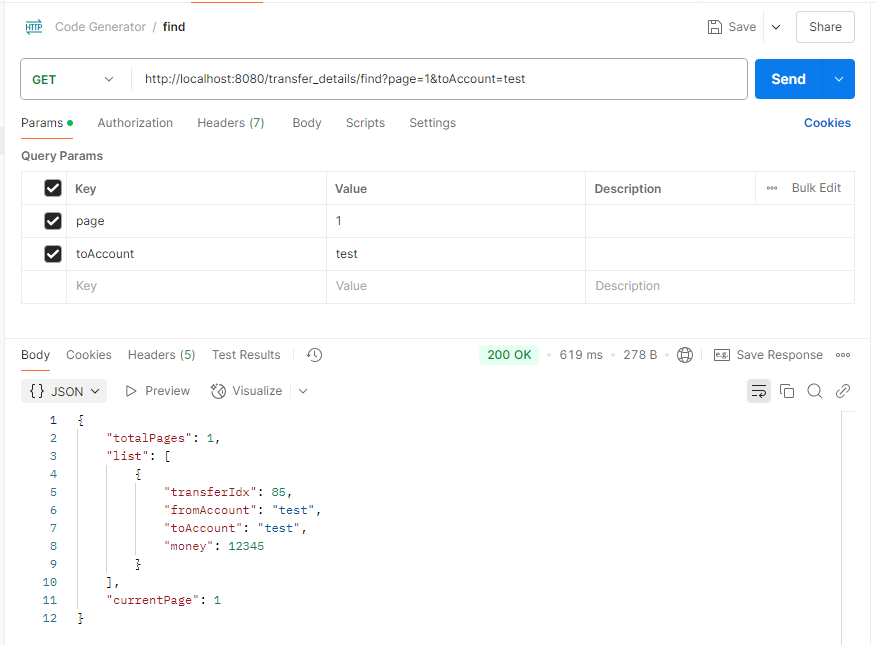 HTTP Code Generator / find Save Share
GET http://localhost:8080/transfer_details/find?page=1&toAccount=test Send
Params Authorization Headers (7) Body Scripts Settings Cookies
Query Params
Key Value Description Bulk Edit
page 1
toAccount test
Key Value Description
Body Cookies Headers (5) Test Results 200 OK 619 ms 278 B e.g. Save Response
{} JSON Preview Visualize
1 {
2 "totalPages": 1,
3 "list": [
4 {
5 "transferIdx": 85,
6 "fromAccount": "test",
7 "toAccount": "test",
8 "money": 12345
9 }
10 ],
11 "currentPage": 1
12 }